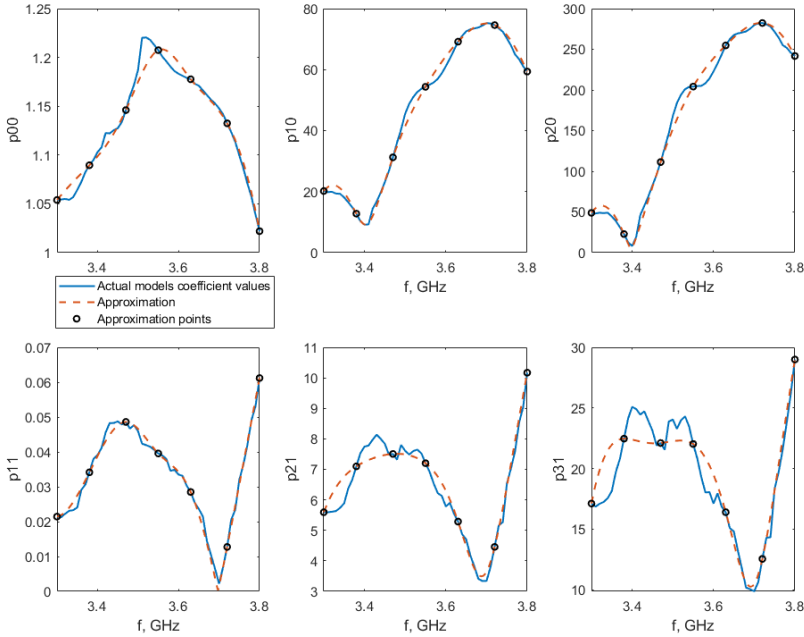 1.25
1.2
1.15
1.1
1.05
1
p00
3.4 3.6 3.8
f, GHz
80
60
40
20
0
p10
3.4 3.6 3.8
f, GHz
300
250
200
150
100
50
0
p20
3.4 3.6 3.8
f, GHz
Actual models coefficient values
Approximation
Approximation points
0.07
0.06
0.05
0.04
0.03
0.02
0.01
0
p11
3.4 3.6 3.8
f, GHz
11
10
9
8
7
6
5
4
3
p21
3.4 3.6 3.8
f, GHz
30
25
20
15
10
p31
3.4 3.6 3.8
f, GHz